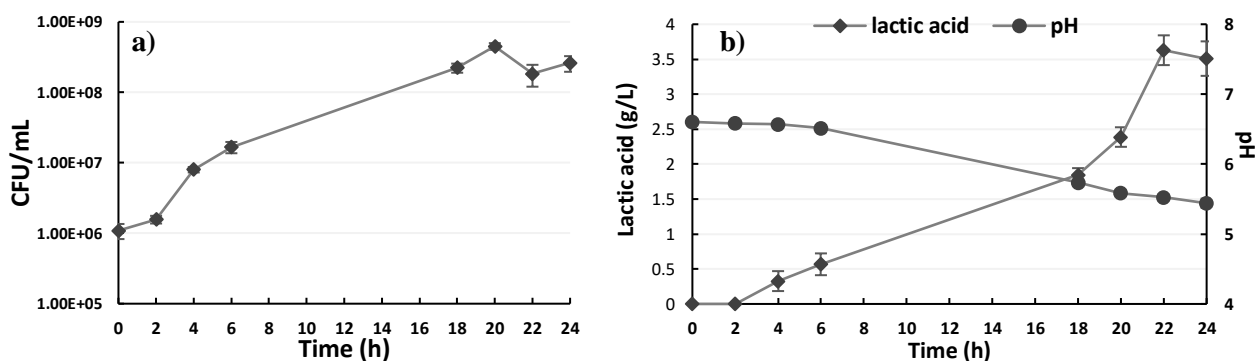 a)
1.00E+09
1.00E+08
1.00E+07
1.00E+06
1.00E+05
CFU/mL
0 2 4 6 8 10 12 14 16 18 20 22 24
Time (h)
b)
lactic acid pH
4
3.5
3
2.5
2
1.5
1
0.5
0
Lactic acid (g/L)
8
7
6
5
4
pH
0 2 4 6 8 10 12 14 16 18 20 22 24
Time (h)